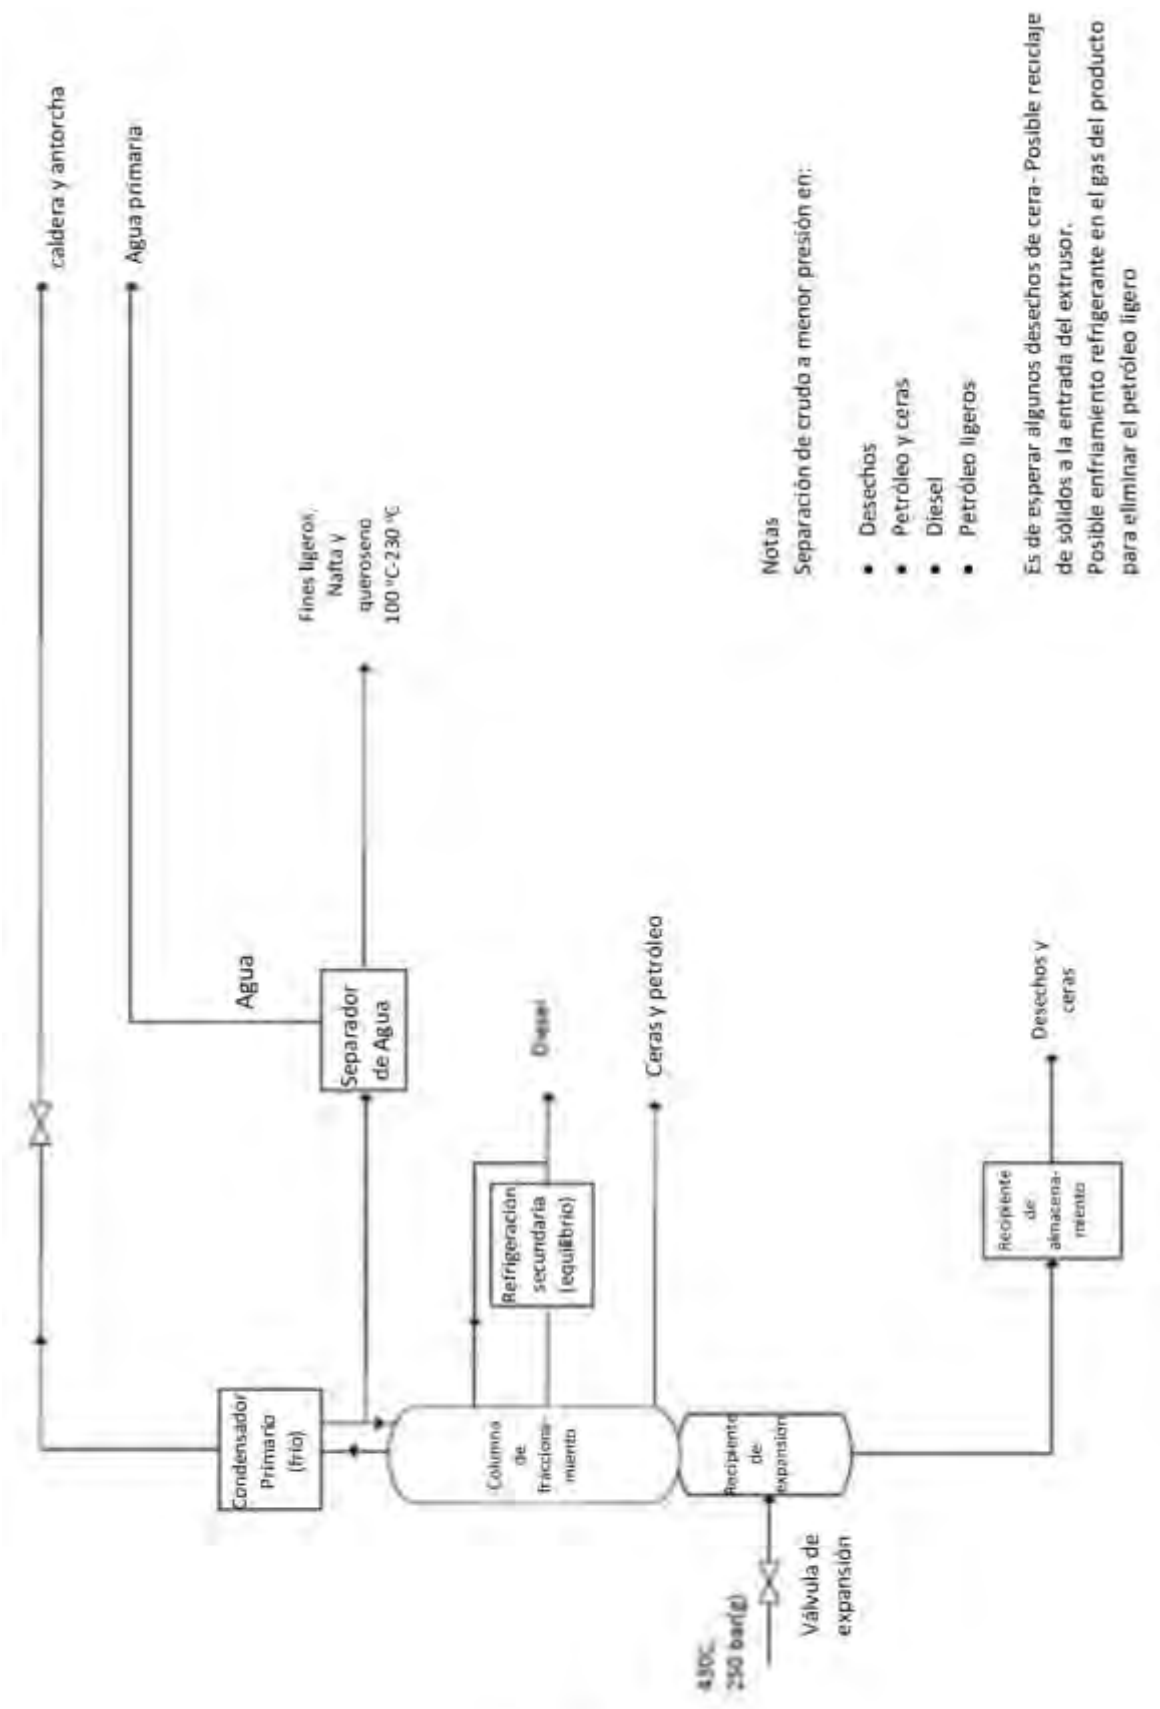 caldera y antorcha
Agua primaria
Agua
Fines ligeros,
Nafta y
queroseno
100 ºC-230 ºC
Condensador
Primario
(frío)
Separador
de Agua
Refrigeración
secundaria
(equilibrio)
Diesel
Columna
de
fracciona-
miento
Ceras y petróleo
Recipiente
de
expansión
430C,
250 bar(g)
Válvula de
expansión
Recipiente
de
almacena-
miento
Desechos y
ceras
Notas
Separación de crudo a menor presión en:
• Desechos
• Petróleo y ceras
• Diesel
• Petróleo ligeros
Es de esperar algunos desechos de cera- Posible reciclaje
de sólidos a la entrada del extrusor.
Posible enfriamiento refrigerante en el gas del producto
para eliminar el petróleo ligero